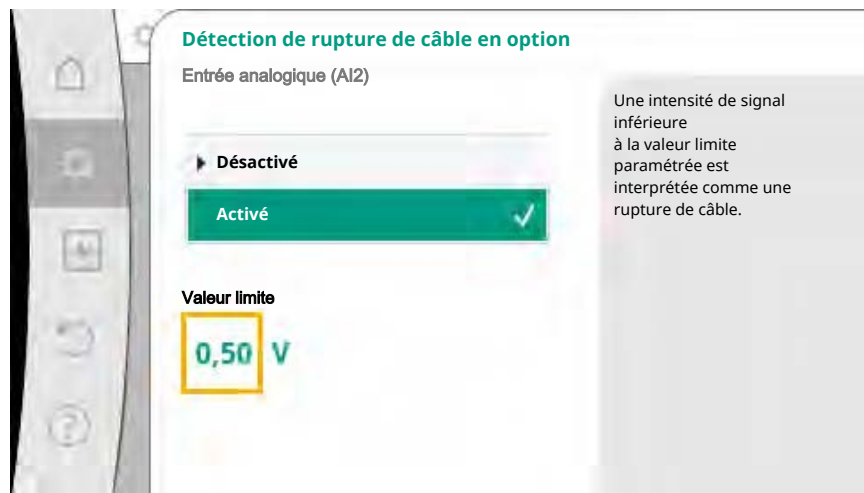 Détection de rupture de câble en option
Entrée analogique (AI2)
Une intensité de signal
inférieure
à la valeur limite
paramétrée est
interprétée comme une
rupture de câble.
Désactivé
Activé
Valeur limite
0,50 V
?